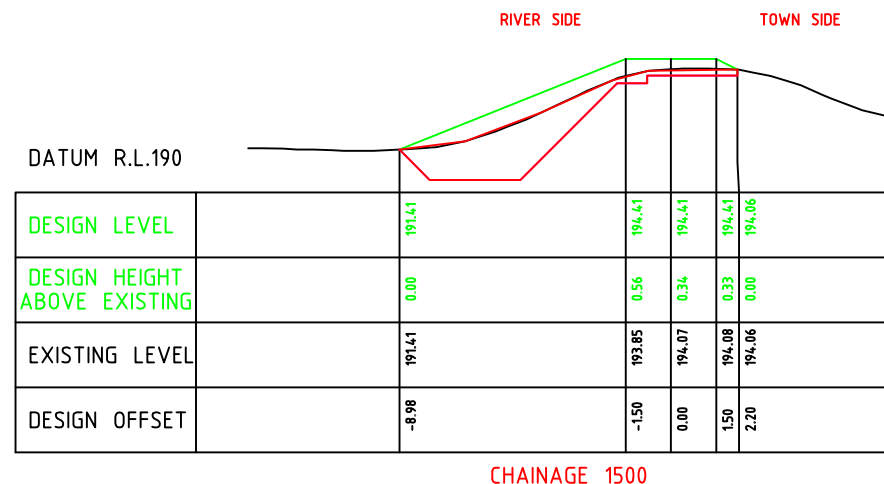 RIVER SIDE TOWN SIDE
DATUM R.L.190
DESIGN LEVEL 191.41 194.41 194.41 194.41 194.06
DESIGN HEIGHT
ABOVE EXISTING 0.00 0.56 0.34 0.33 0.00
EXISTING LEVEL 191.41 193.85 194.07 194.08 194.06
DESIGN OFFSET -8.98 -1.50 0.00 1.50 2.20
CHAINAGE 1500